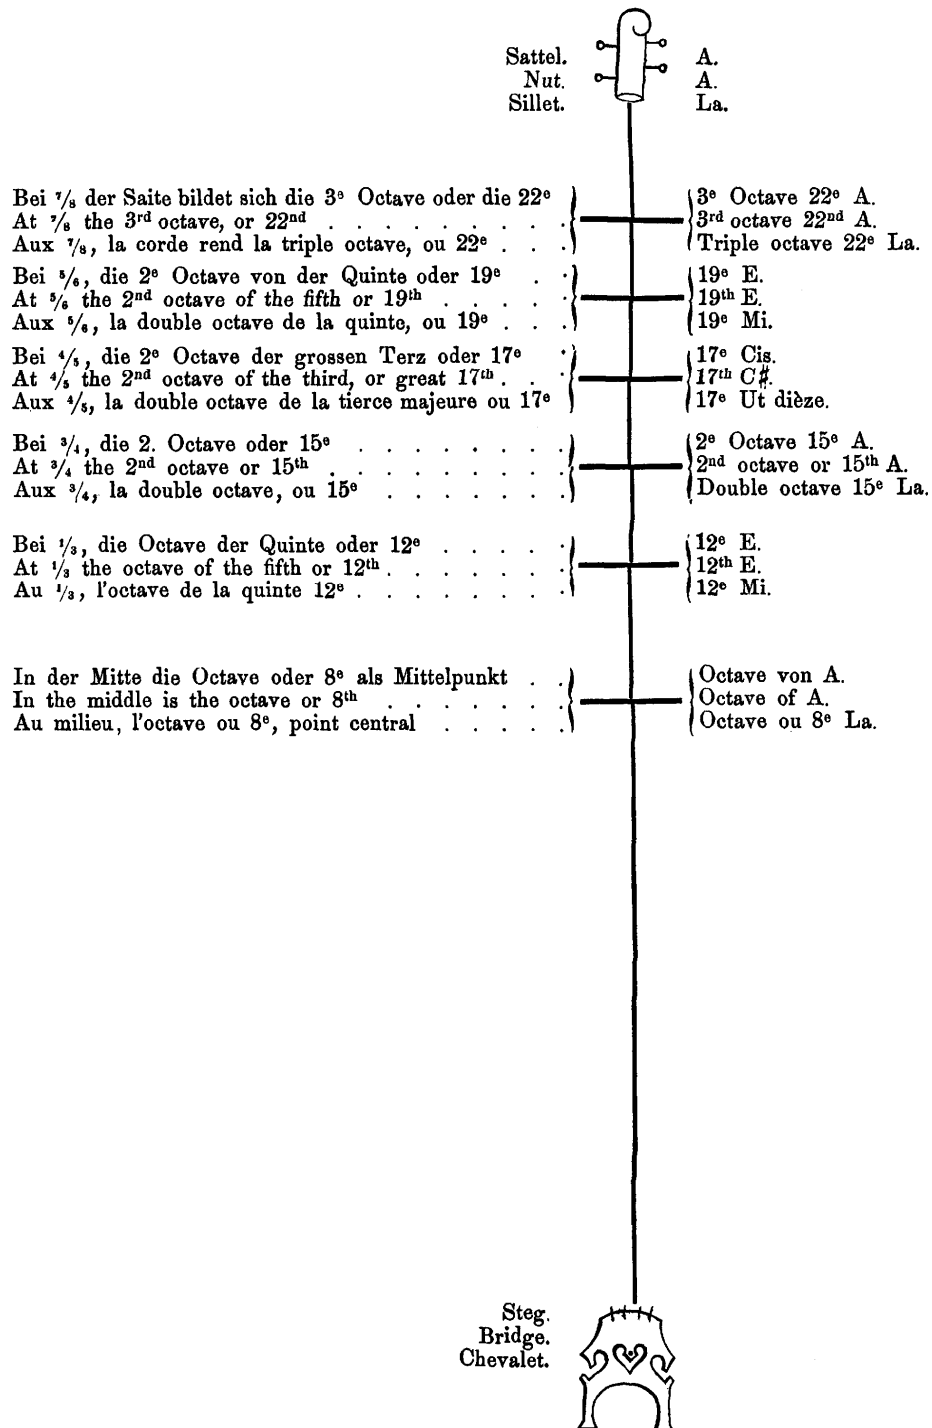 Sattel. A.
Nut. A.
Sillet. La.
Bei ⁷/₈ der Saite bildet sich die 3ᵉ Octave oder die 22ᵉ 3ᵉ Octave 22ᵉ A.
At ⁷/₈ the 3ʳᵈ octave, or 22ⁿᵈ . . . . . . . . . 3ʳᵈ octave 22ⁿᵈ A.
Aux ⁷/₈, la corde rend la triple octave, ou 22ᵉ . . . Triple octave 22ᵉ La.
Bei ⁵/₆, die 2ᵉ Octave von der Quinte oder 19ᵉ . . 19ᵉ E.
At ⁵/₆ the 2ⁿᵈ octave of the fifth or 19ᵗʰ . . . . . 19ᵗʰ E.
Aux ⁵/₆, la double octave de la quinte, ou 19ᵉ . . . 19ᵉ Mi.
Bei ⁴/₅, die 2ᵉ Octave der grossen Terz oder 17ᵉ . 17ᵉ Cis.
At ⁴/₅ the 2ⁿᵈ octave of the third, or great 17ᵗʰ . . . 17ᵗʰ C♯.
Aux ⁴/₅, la double octave de la tierce majeure ou 17ᵉ 17ᵉ Ut dièze.
Bei ³/₄, die 2. Octave oder 15ᵉ . . . . . . . . 2ᵉ Octave 15ᵉ A.
At ³/₄ the 2ⁿᵈ octave or 15ᵗʰ . . . . . . . . . 2ⁿᵈ octave or 15ᵗʰ A.
Aux ³/₄, la double octave, ou 15ᵉ . . . . . . . Double octave 15ᵉ La.
Bei ¹/₃, die Octave der Quinte oder 12ᵉ . . . . . 12ᵉ E.
At ¹/₃ the octave of the fifth or 12ᵗʰ . . . . . . . 12ᵗʰ E.
Au ¹/₃, l'octave de la quinte 12ᵉ . . . . . . . . 12ᵉ Mi.
In der Mitte die Octave oder 8ᵉ als Mittelpunkt . . Octave von A.
In the middle is the octave or 8ᵗʰ . . . . . . . Octave of A.
Au milieu, l'octave ou 8ᵉ, point central . . . . . Octave ou 8ᵉ La.
Steg.
Bridge.
Chevalet.